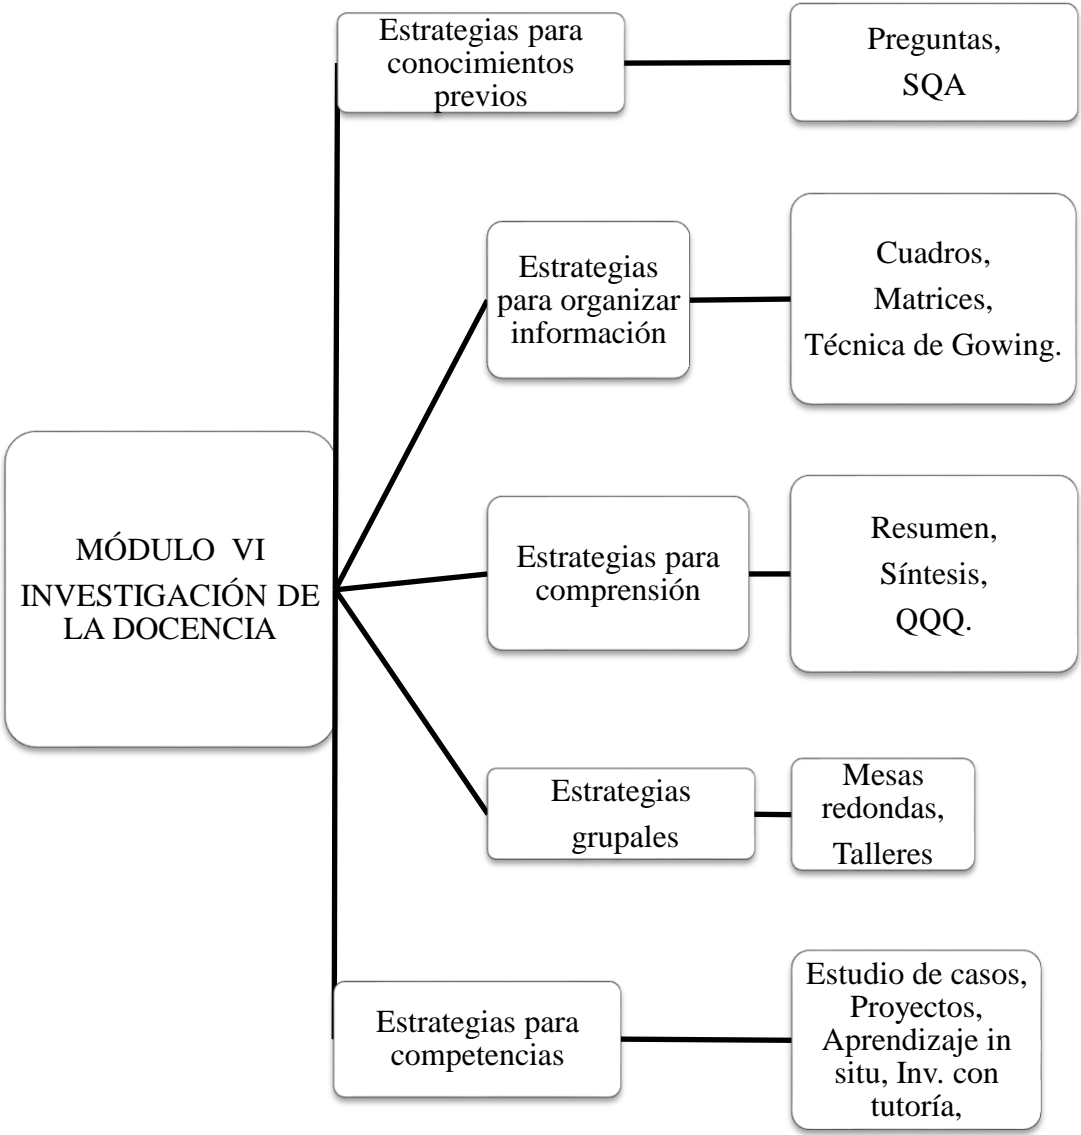 Estrategias para
conocimientos
previos
Preguntas,
SQA
Estrategias
para organizar
información
Cuadros,
Matrices,
Técnica de Gowing.
MÓDULO VI
INVESTIGACIÓN DE
LA DOCENCIA
Estrategias para
comprensión
Resumen,
Síntesis,
QQQ.
Estrategias
grupales
Mesas
redondas,
Talleres
Estrategias para
competencias
Estudio de casos,
Proyectos,
Aprendizaje in
situ, Inv. con
tutoría,